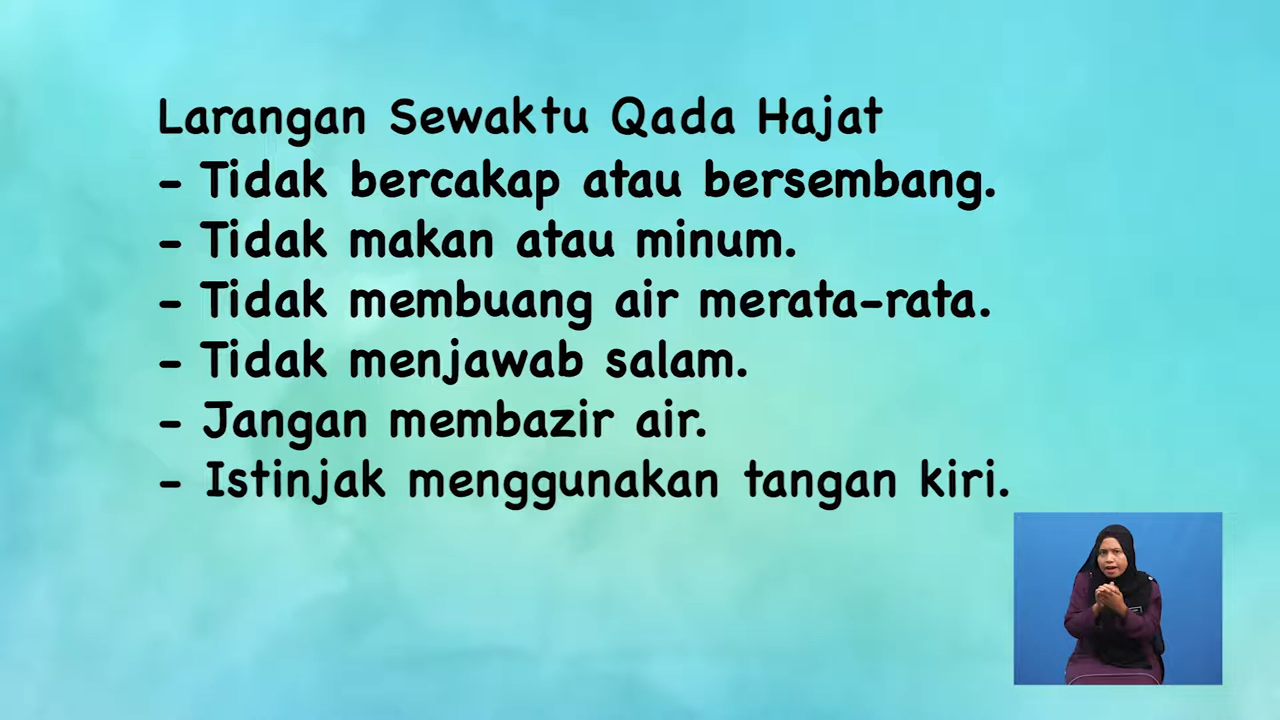 Larangan Sewaktu Qada Hajat
- Tidak bercakap atau bersembang.
- Tidak makan atau minum.
- Tidak membuang air merata-rata.
- Tidak menjawab salam.
- Jangan membazir air.
- Istinjak menggunakan tangan kiri.